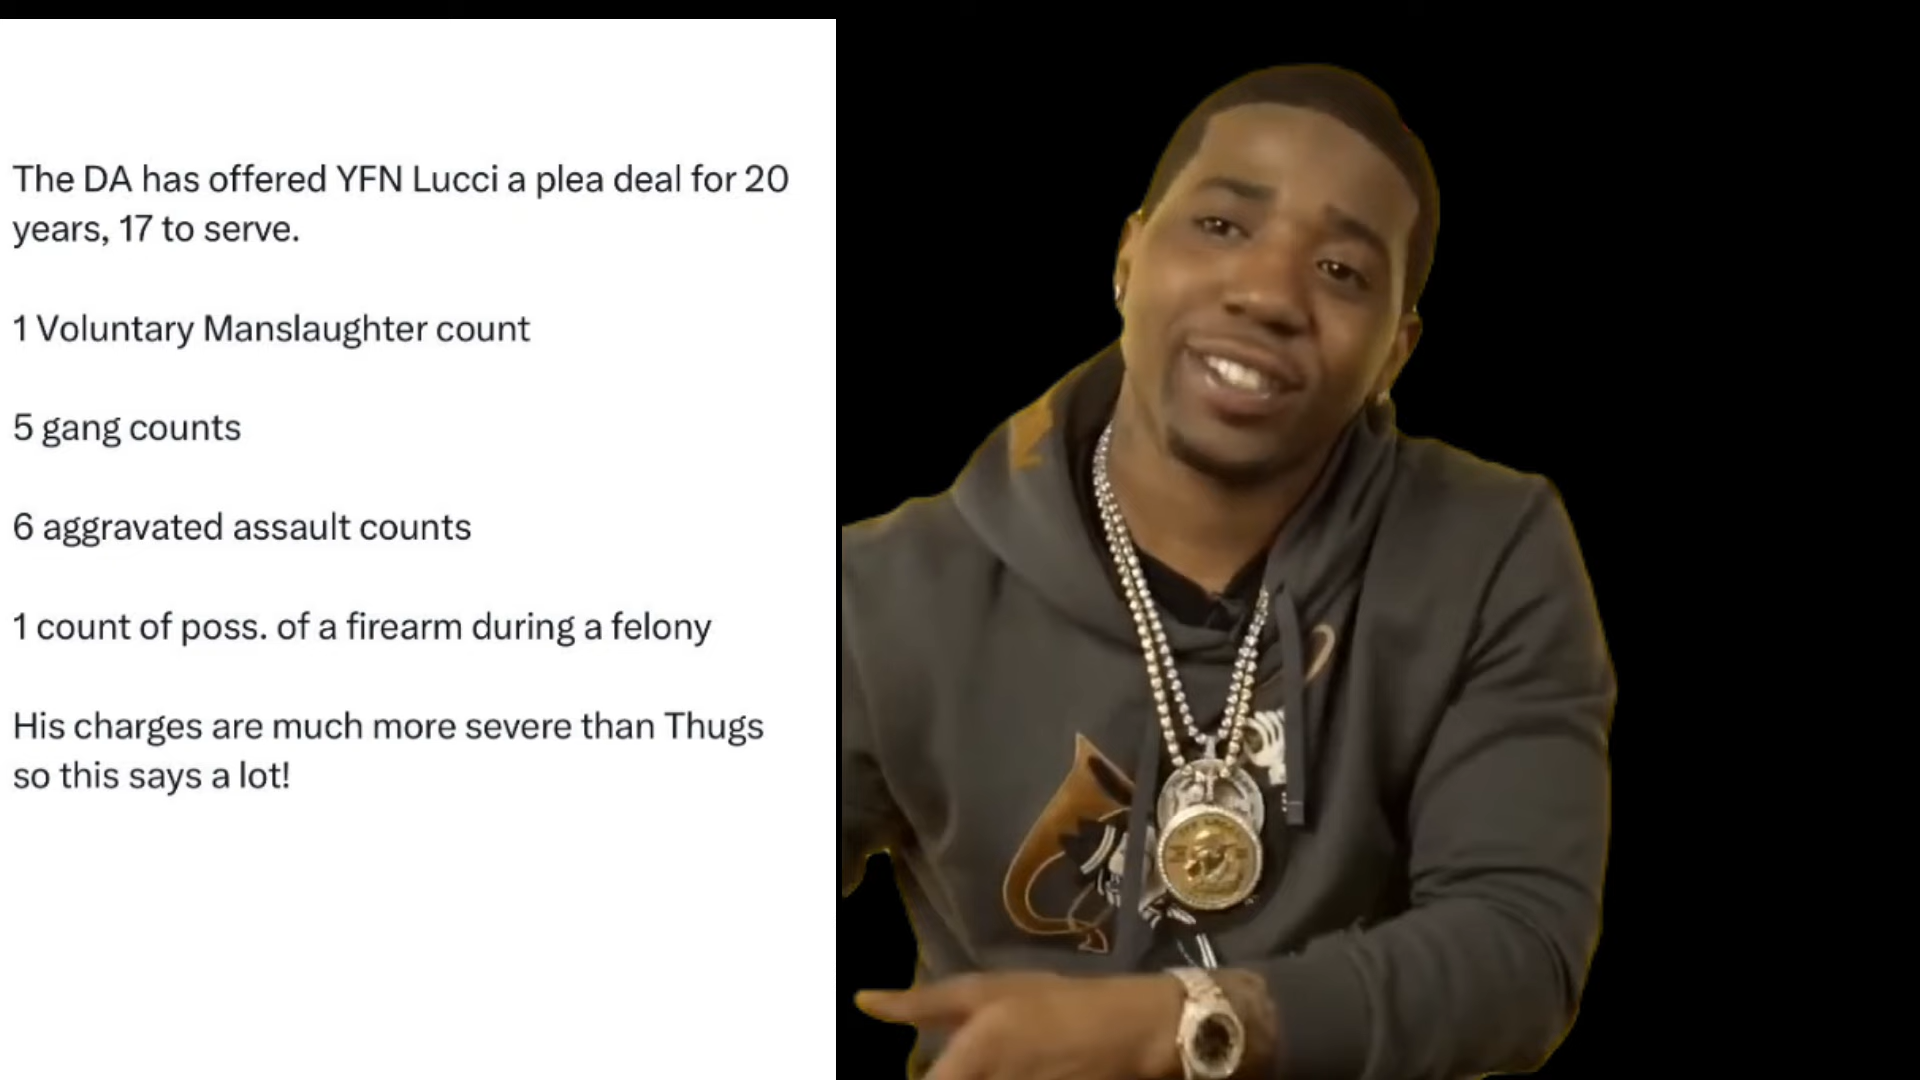 The DA has offered YFN Lucci a plea deal for 20
years, 17 to serve.
1 Voluntary Manslaughter count
5 gang counts
6 aggravated assault counts
1 count of poss. of a firearm during a felony
His charges are much more severe than Thugs
so this says a lot!